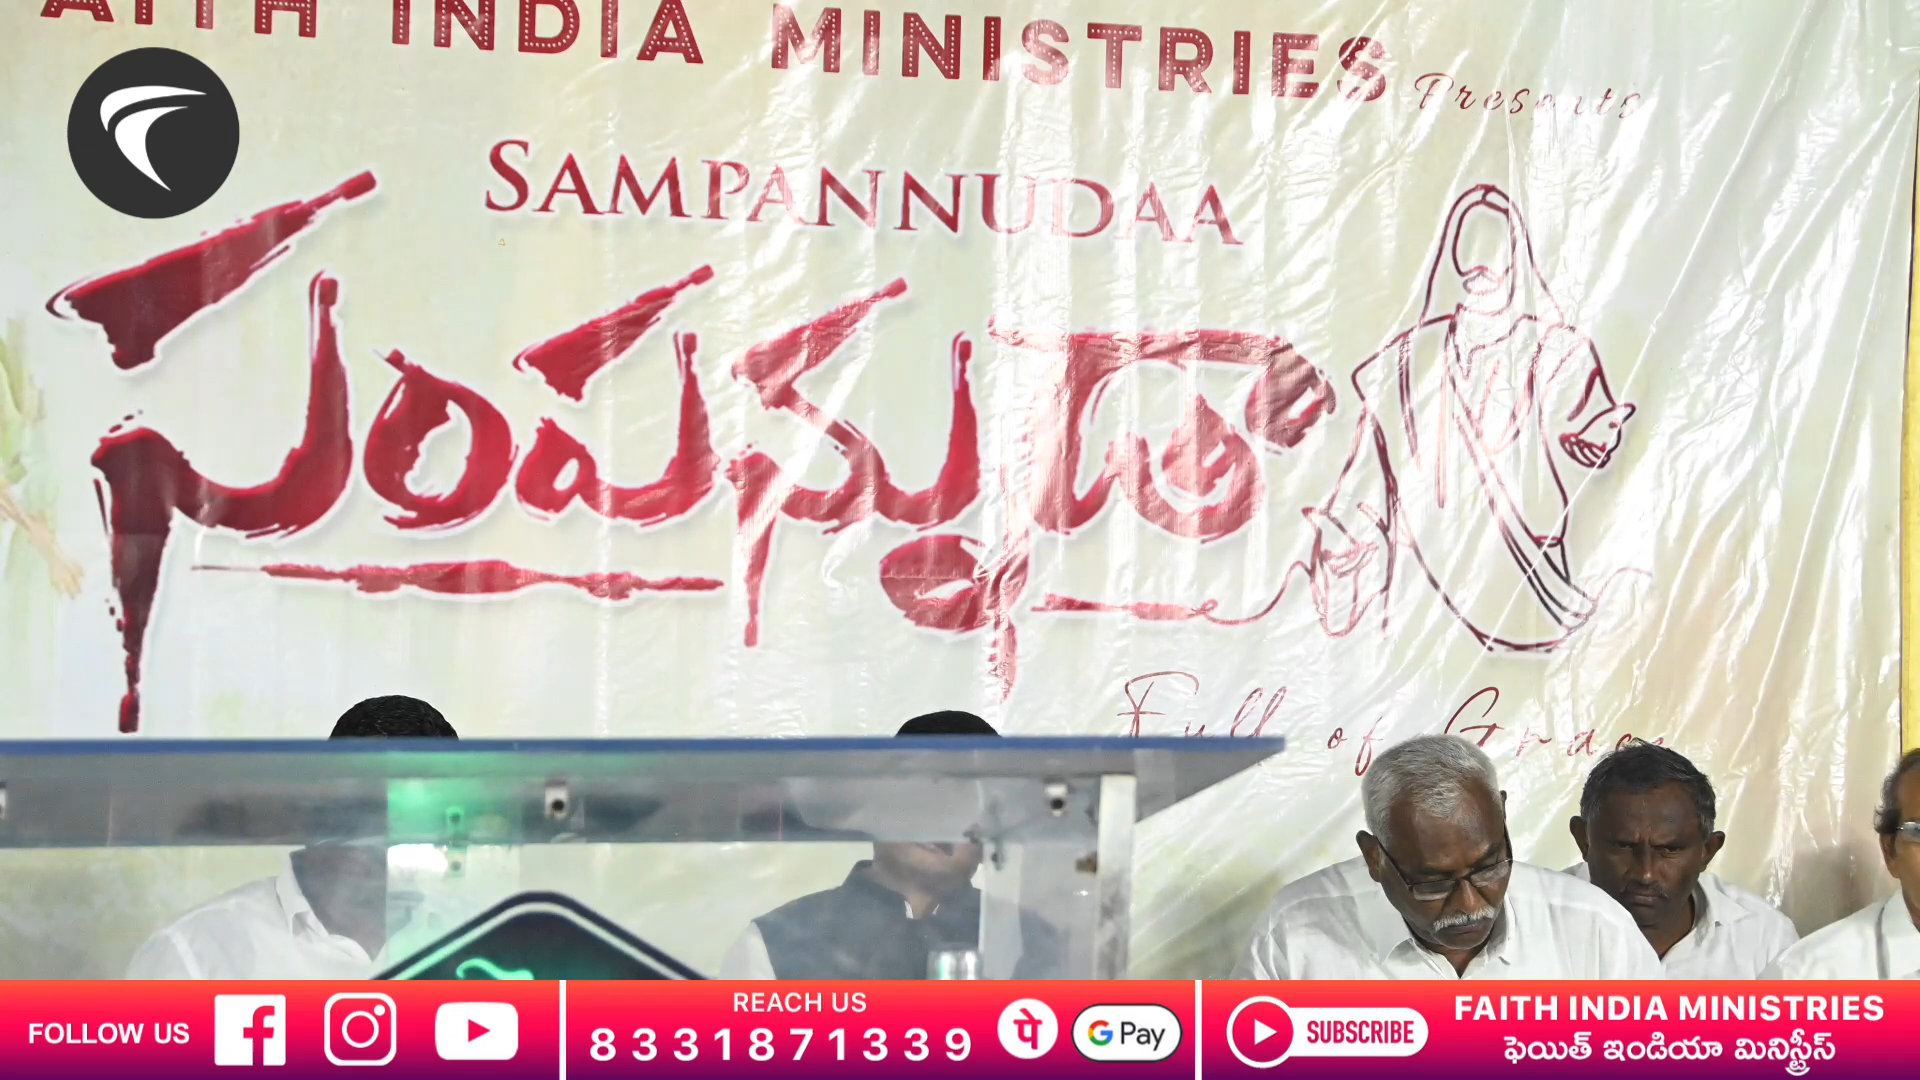 AITH INDIA MINISTRIES Presents
SAMPANNUDAA
సంపన్నుడా
Full of Grace
FOLLOW US
REACH US
8331871339
पे
G Pay
SUBSCRIBE
FAITH INDIA MINISTRIES
ఫెయిత్ ఇండియా మినిస్ట్రీస్